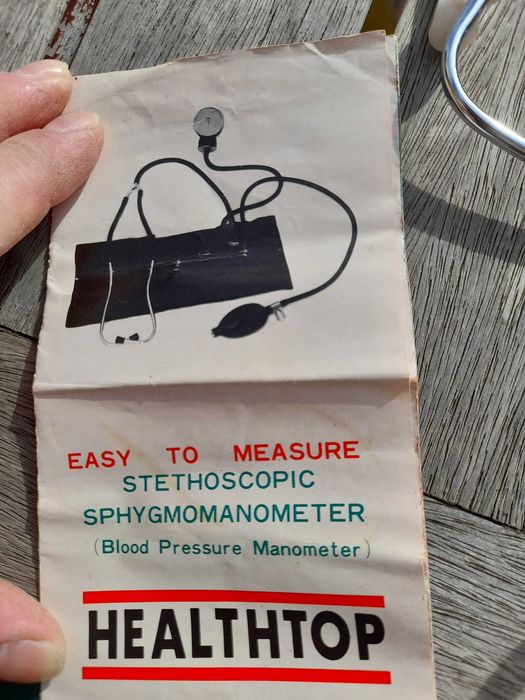 EASY TO MEASURE
STETHOSCOPIC
SPHYGMOMANOMETER
(Blood Pressure Manometer)
HEALTHTOP